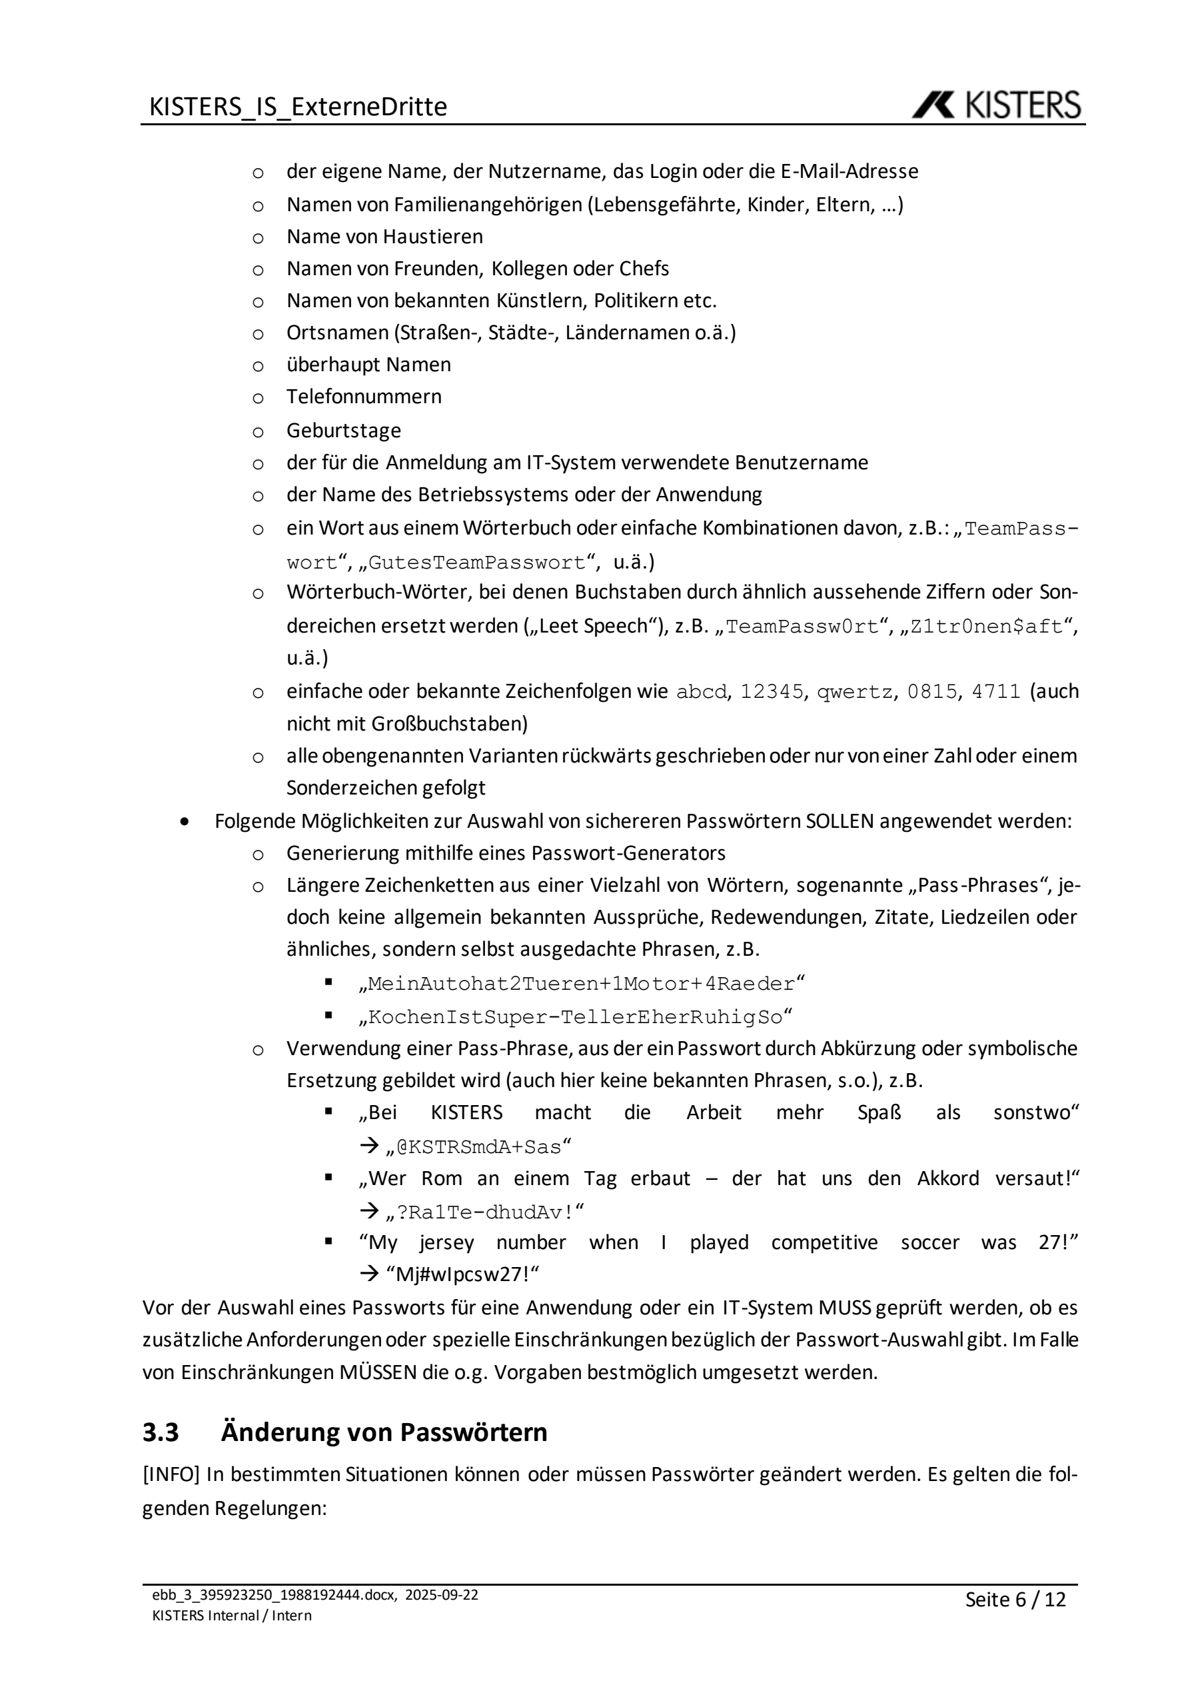 KISTERS_IS_ExterneDritte
KISTERS
o der eigene Name, der Nutzername, das Login oder die E-Mail-Adresse
o Namen von Familienangehörigen (Lebensgefährte, Kinder, Eltern, …)
o Name von Haustieren
o Namen von Freunden, Kollegen oder Chefs
o Namen von bekannten Künstlern, Politikern etc.
o Ortsnamen (Straßen-, Städte-, Ländernamen o.ä.)
o überhaupt Namen
o Telefonnummern
o Geburtstage
o der für die Anmeldung am IT-System verwendete Benutzername
o der Name des Betriebssystems oder der Anwendung
o ein Wort aus einem Wörterbuch oder einfache Kombinationen davon, z.B.: „TeamPass-
wort“, „GutesTeamPasswort“, u.ä.)
o Wörterbuch-Wörter, bei denen Buchstaben durch ähnlich aussehende Ziffern oder Son-
dereichen ersetzt werden („Leet Speech“), z.B. „TeamPassw0rt“, „Z1tr0nen$aft“,
u.ä.)
o einfache oder bekannte Zeichenfolgen wie abcd, 12345, qwertz, 0815, 4711 (auch
nicht mit Großbuchstaben)
o alle obengenannten Varianten rückwärts geschrieben oder nur von einer Zahl oder einem
Sonderzeichen gefolgt
• Folgende Möglichkeiten zur Auswahl von sichereren Passwörtern SOLLEN angewendet werden:
o Generierung mithilfe eines Passwort-Generators
o Längere Zeichenketten aus einer Vielzahl von Wörtern, sogenannte „Pass-Phrases“, je-
doch keine allgemein bekannten Aussprüche, Redewendungen, Zitate, Liedzeilen oder
ähnliches, sondern selbst ausgedachte Phrasen, z.B.
▪ „MeinAutohat2Tueren+1Motor+4Raeder“
▪ „KochenIstSuper-TellerEherRuhigSo“
o Verwendung einer Pass-Phrase, aus der ein Passwort durch Abkürzung oder symbolische
Ersetzung gebildet wird (auch hier keine bekannten Phrasen, s.o.), z.B.
▪ „Bei KISTERS macht die Arbeit mehr Spaß als sonstwo“
→ „@KSTRSmdA+Sas“
▪ „Wer Rom an einem Tag erbaut – der hat uns den Akkord versaut!“
→ „?Ra1Te-dhudAv!“
▪ “My jersey number when I played competitive soccer was 27!”
→ “Mj#wIpcsw27!“
Vor der Auswahl eines Passworts für eine Anwendung oder ein IT-System MUSS geprüft werden, ob es
zusätzliche Anforderungen oder spezielle Einschränkungen bezüglich der Passwort-Auswahl gibt. Im Falle
von Einschränkungen MÜSSEN die o.g. Vorgaben bestmöglich umgesetzt werden.
3.3 Änderung von Passwörtern
[INFO] In bestimmten Situationen können oder müssen Passwörter geändert werden. Es gelten die fol-
genden Regelungen:
ebb_3_395923250_1988192444.docx, 2025-09-22
Seite 6 / 12
KISTERS Internal / Intern